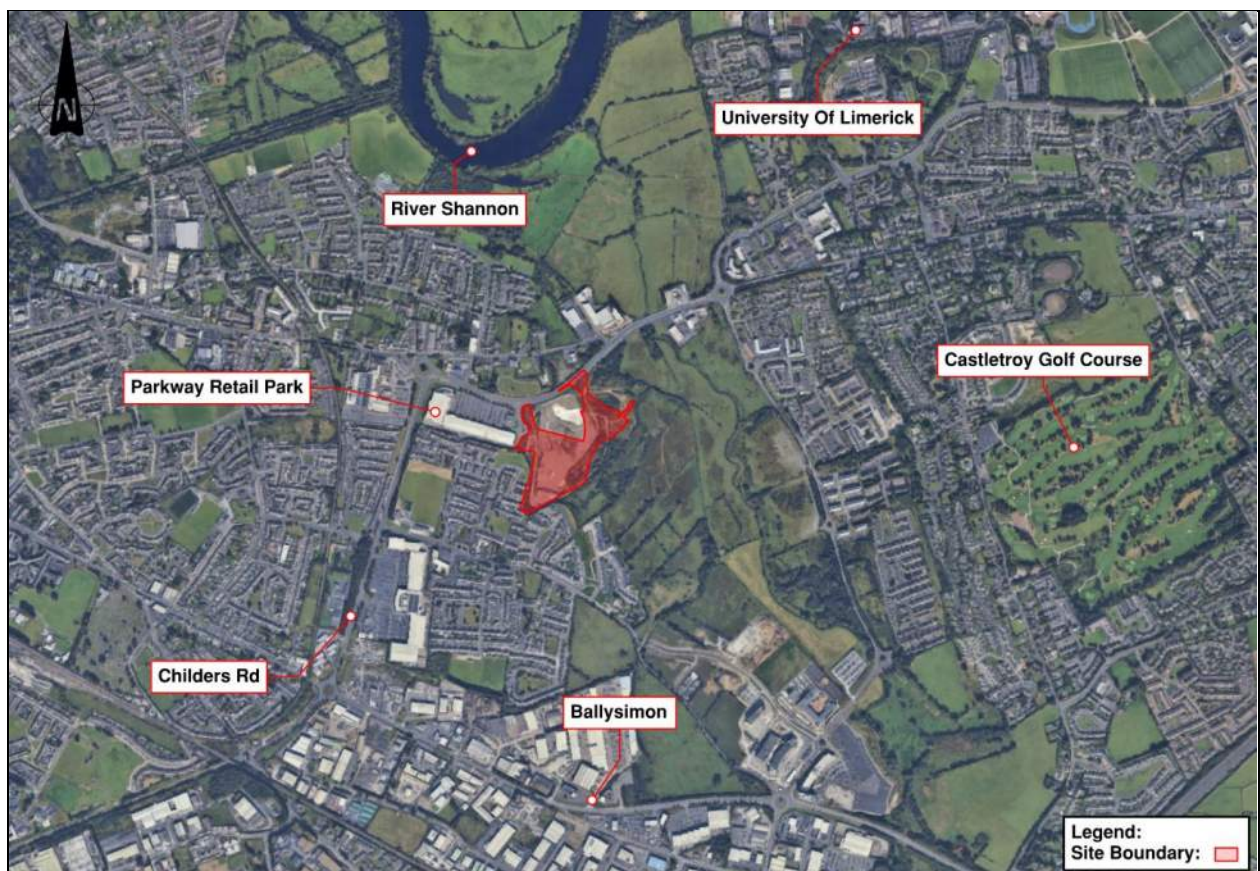 N
University Of Limerick
River Shannon
Parkway Retail Park
Castletroy Golf Course
Childers Rd
Ballysimon
Legend:
Site Boundary: